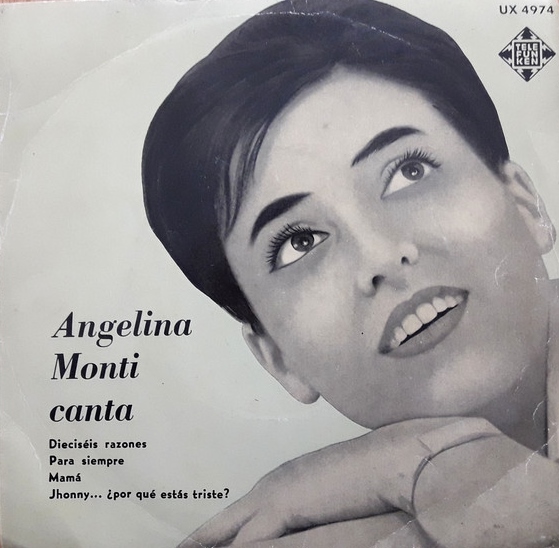 UX 4974
TELE
FUN
KEN
Angelina
Monti
canta
Dieciséis razones
Para siempre
Mamá
Jhonny... ¿por qué estás triste?